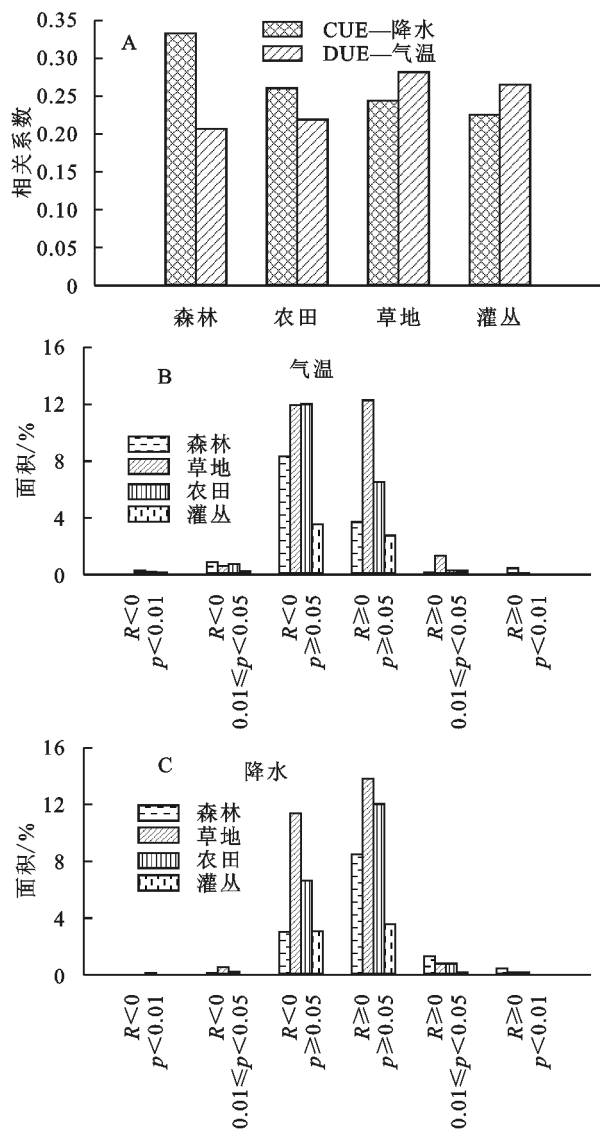 0.35
A
CUE—降水
DUE—气温
0.30
0.25
0.20
0.15
0.10
0.05
0
相关系数
森林 农田 草地 灌丛
16
B 气温
12
8
4
0
面积/%
森林
草地
农田
灌丛
R<0
p<0.01
R<0
0.01≤p<0.05
R<0
p≥0.05
R≥0
p≥0.05
R≥0
0.01≤p<0.05
R≥0
p<0.01
16
C 降水
12
8
4
0
面积/%
森林
草地
农田
灌丛
R<0
p<0.01
R<0
0.01≤p<0.05
R<0
p≥0.05
R≥0
p≥0.05
R≥0
0.01≤p<0.05
R≥0
p<0.01